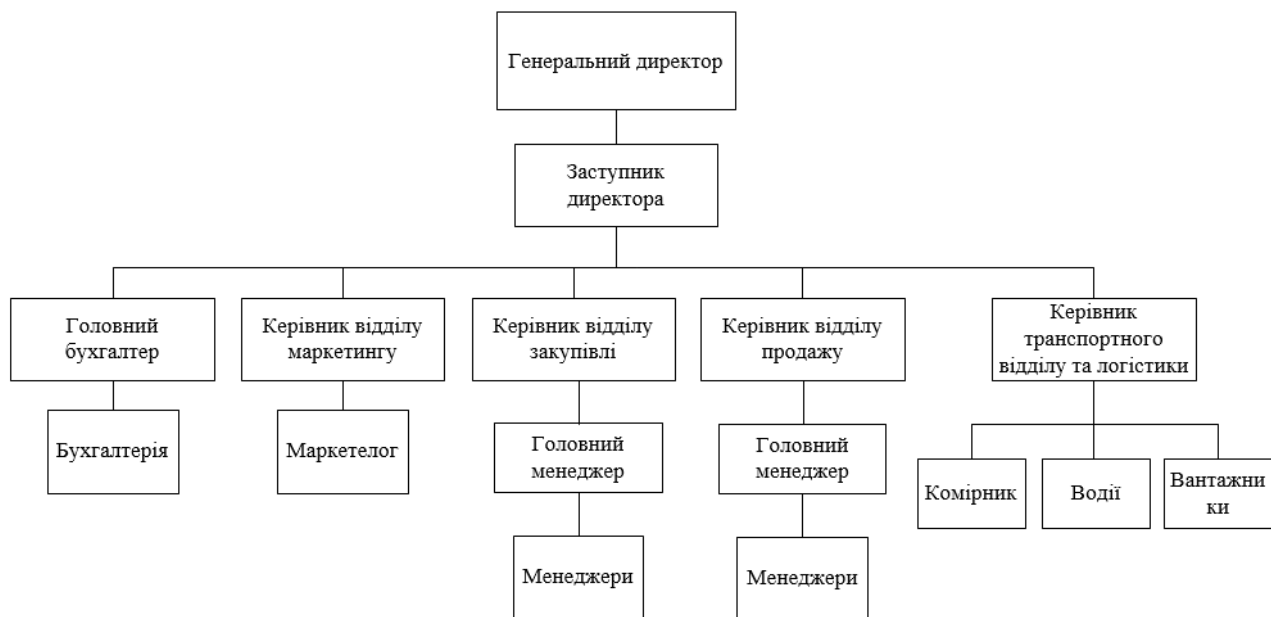 Генеральний директор
Заступник
директора
Головний
бухгалтер
Керівник відділу
маркетингу
Керівник відділу
закупівлі
Керівник відділу
продажу
Керівник
транспортного
відділу та логістики
Бухгалтерія
Маркетелог
Головний
менеджер
Головний
менеджер
Комірник
Водії
Вантажни
ки
Менеджери
Менеджери